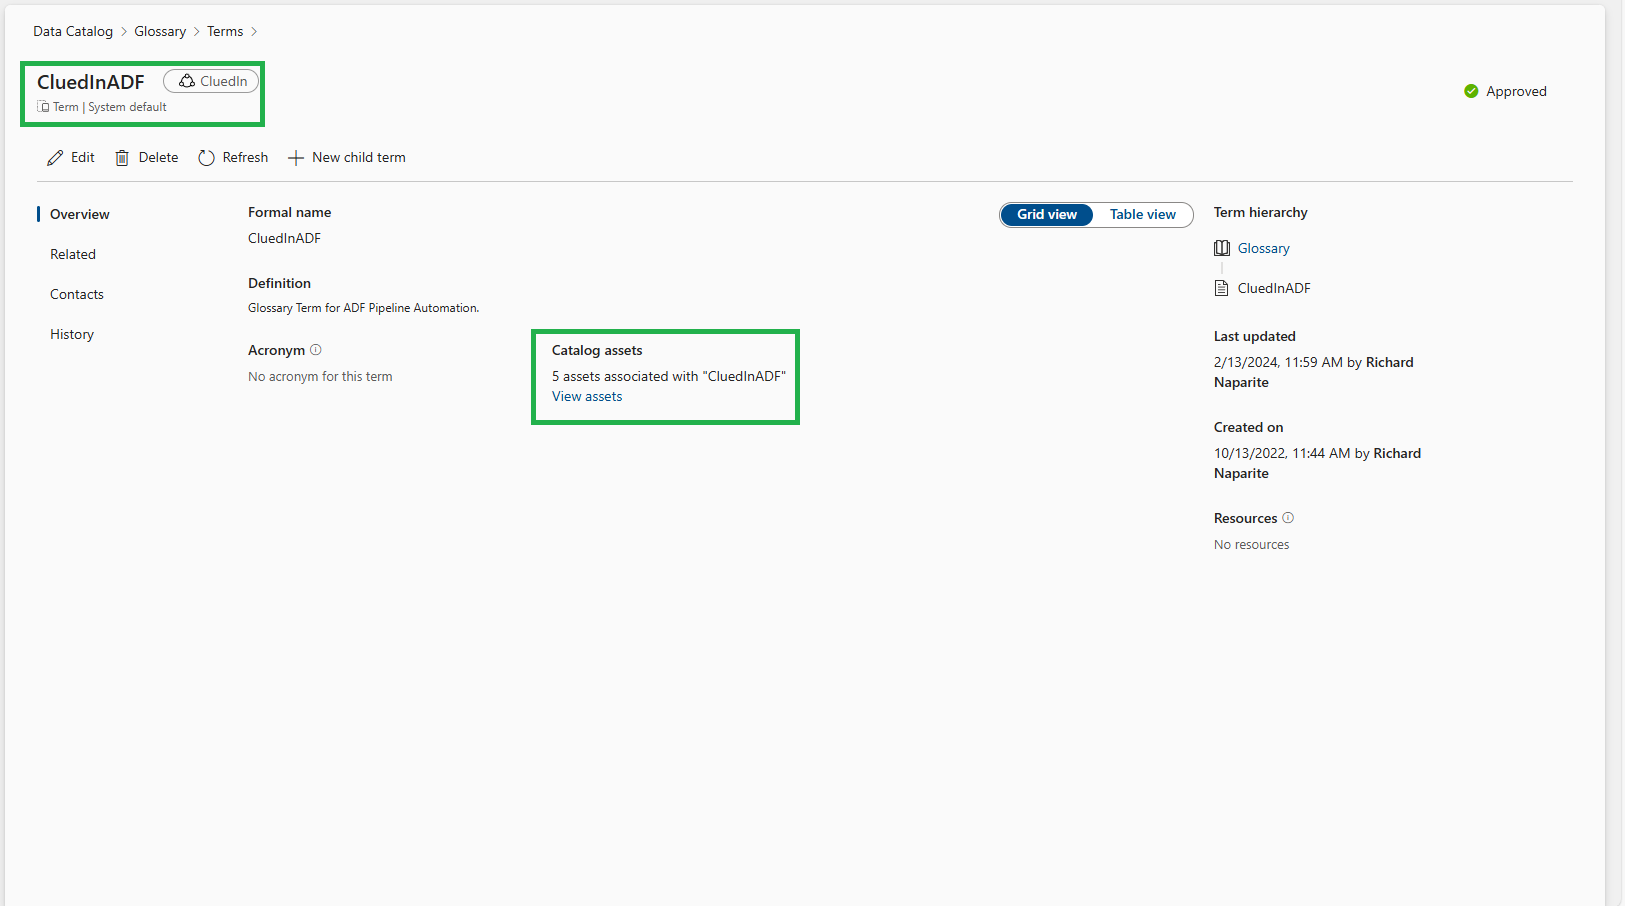 Data Catalog > Glossary > Terms >
CluedInADF CluedIn
Term | System default
Approved
Edit Delete Refresh New child term
Overview
Related
Contacts
History
Formal name
CluedInADF
Definition
Glossary Term for ADF Pipeline Automation.
Acronym
No acronym for this term
Catalog assets
5 assets associated with "CluedInADF"
View assets
Grid view Table view
Term hierarchy
Glossary
CluedInADF
Last updated
2/13/2024, 11:59 AM by Richard
Naparite
Created on
10/13/2022, 11:44 AM by Richard
Naparite
Resources
No resources